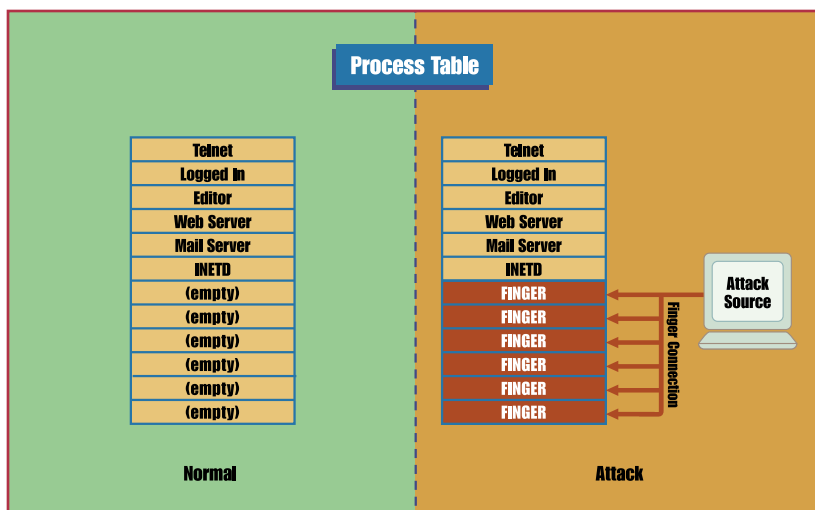 Process Table
Telnet
Logged In
Editor
Web Server
Mail Server
INETD
(empty)
(empty)
(empty)
(empty)
(empty)
(empty)
Normal
Telnet
Logged In
Editor
Web Server
Mail Server
INETD
FINGER
FINGER
FINGER
FINGER
FINGER
FINGER
Finger Connection
Attack
Source
Attack